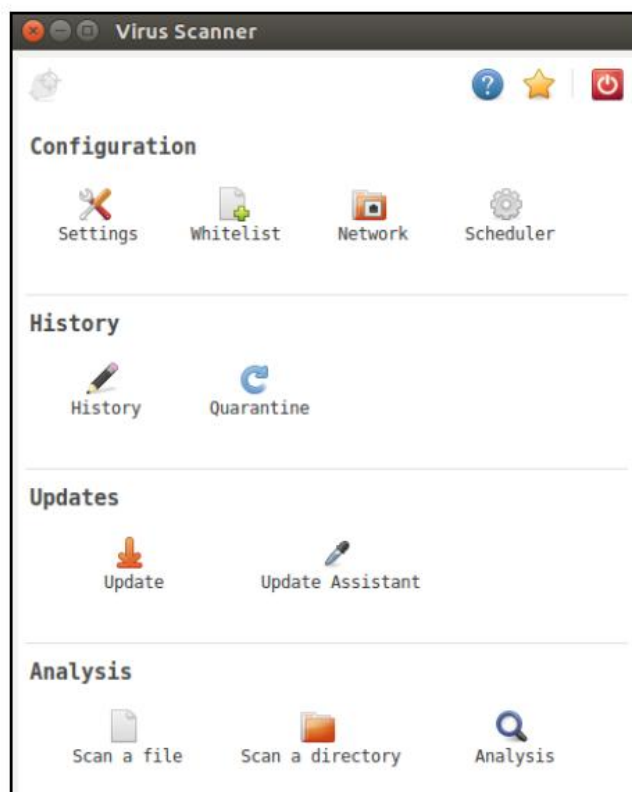 Virus Scanner
?
Configuration
Settings Whitelist Network Scheduler
History
History Quarantine
Updates
Update Update Assistant
Analysis
Scan a file Scan a directory Analysis